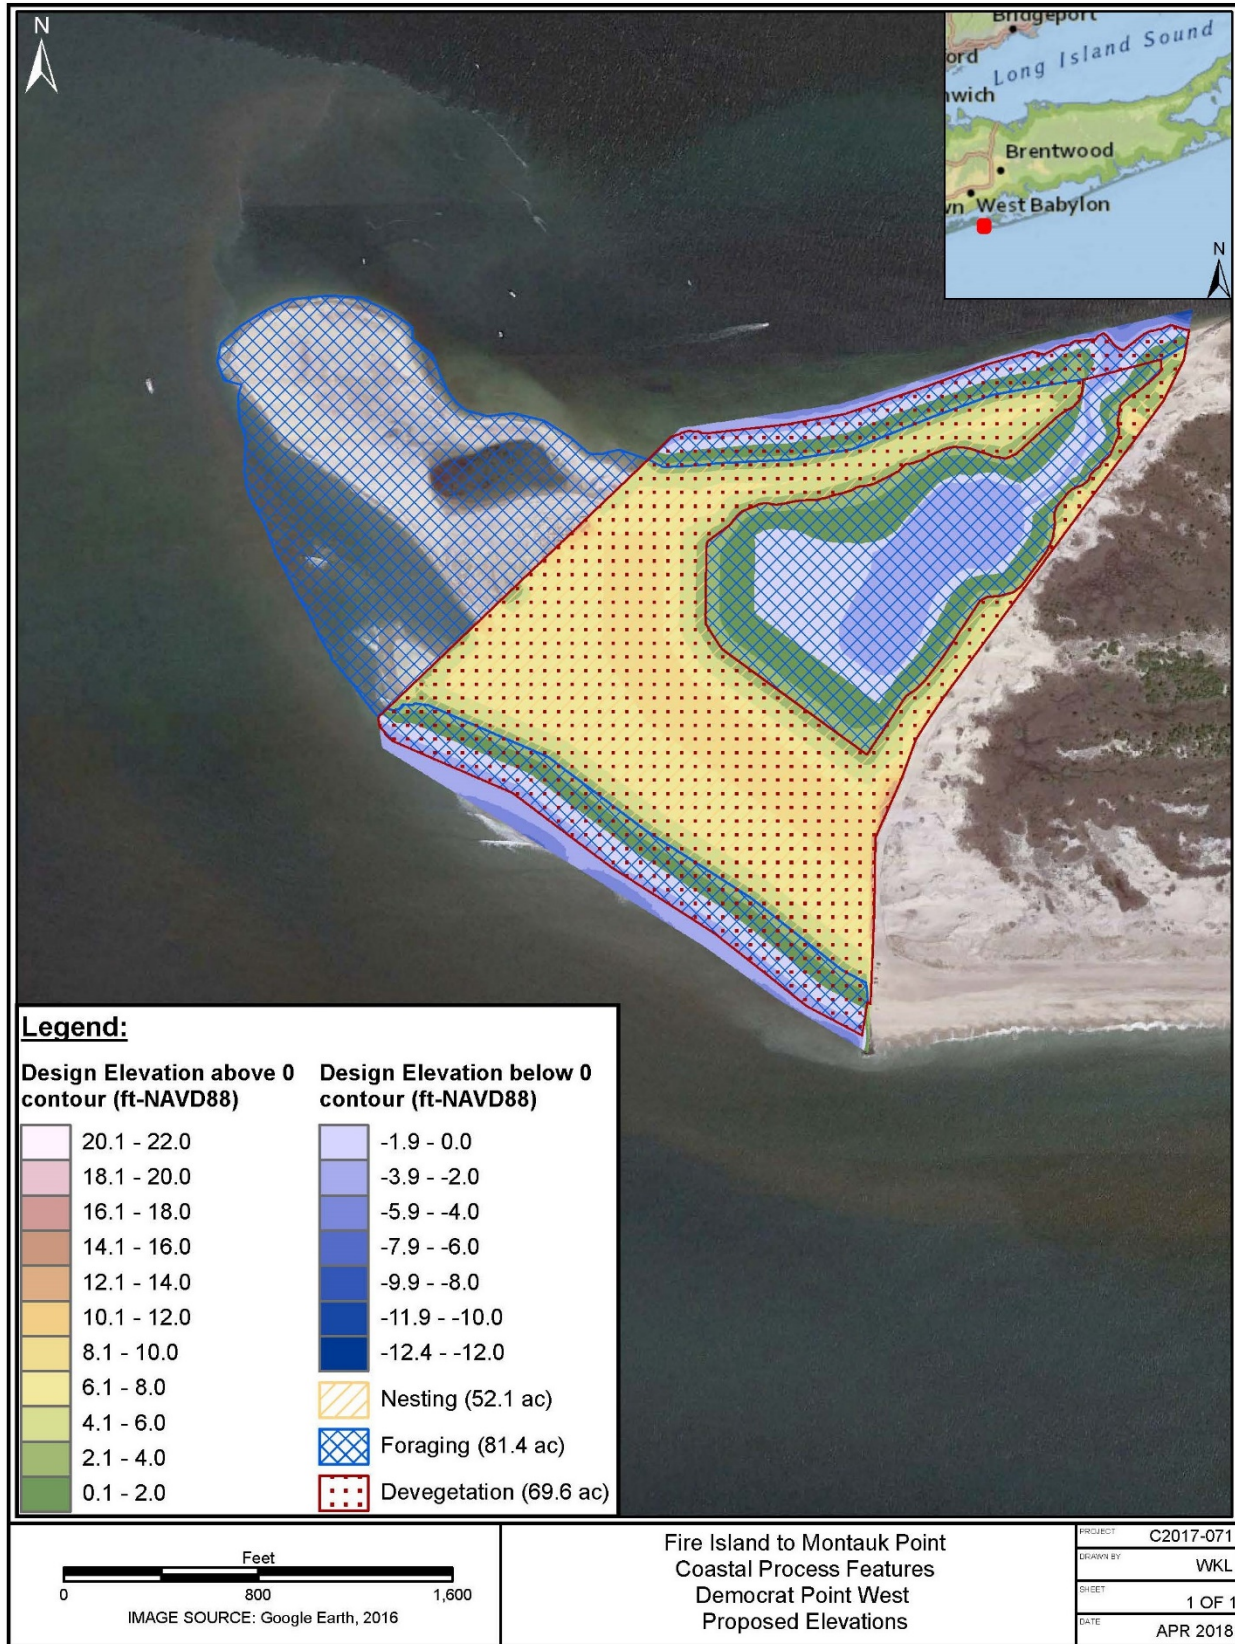 N
Bridgeport
ord
Long Island Sound
nwich
Brentwood
wn West Babylon
N
Legend:
Design Elevation above 0
contour (ft-NAVD88)
20.1 - 22.0
18.1 - 20.0
16.1 - 18.0
14.1 - 16.0
12.1 - 14.0
10.1 - 12.0
8.1 - 10.0
6.1 - 8.0
4.1 - 6.0
2.1 - 4.0
0.1 - 2.0
Design Elevation below 0
contour (ft-NAVD88)
-1.9 - 0.0
-3.9 - -2.0
-5.9 - -4.0
-7.9 - -6.0
-9.9 - -8.0
-11.9 - -10.0
-12.4 - -12.0
Nesting (52.1 ac)
Foraging (81.4 ac)
Devegetation (69.6 ac)
Feet
0 800 1,600
IMAGE SOURCE: Google Earth, 2016
Fire Island to Montauk Point
Coastal Process Features
Democrat Point West
Proposed Elevations
PROJECT C2017-071
DRAWN BY WKL
SHEET 1 OF 1
DATE APR 2018